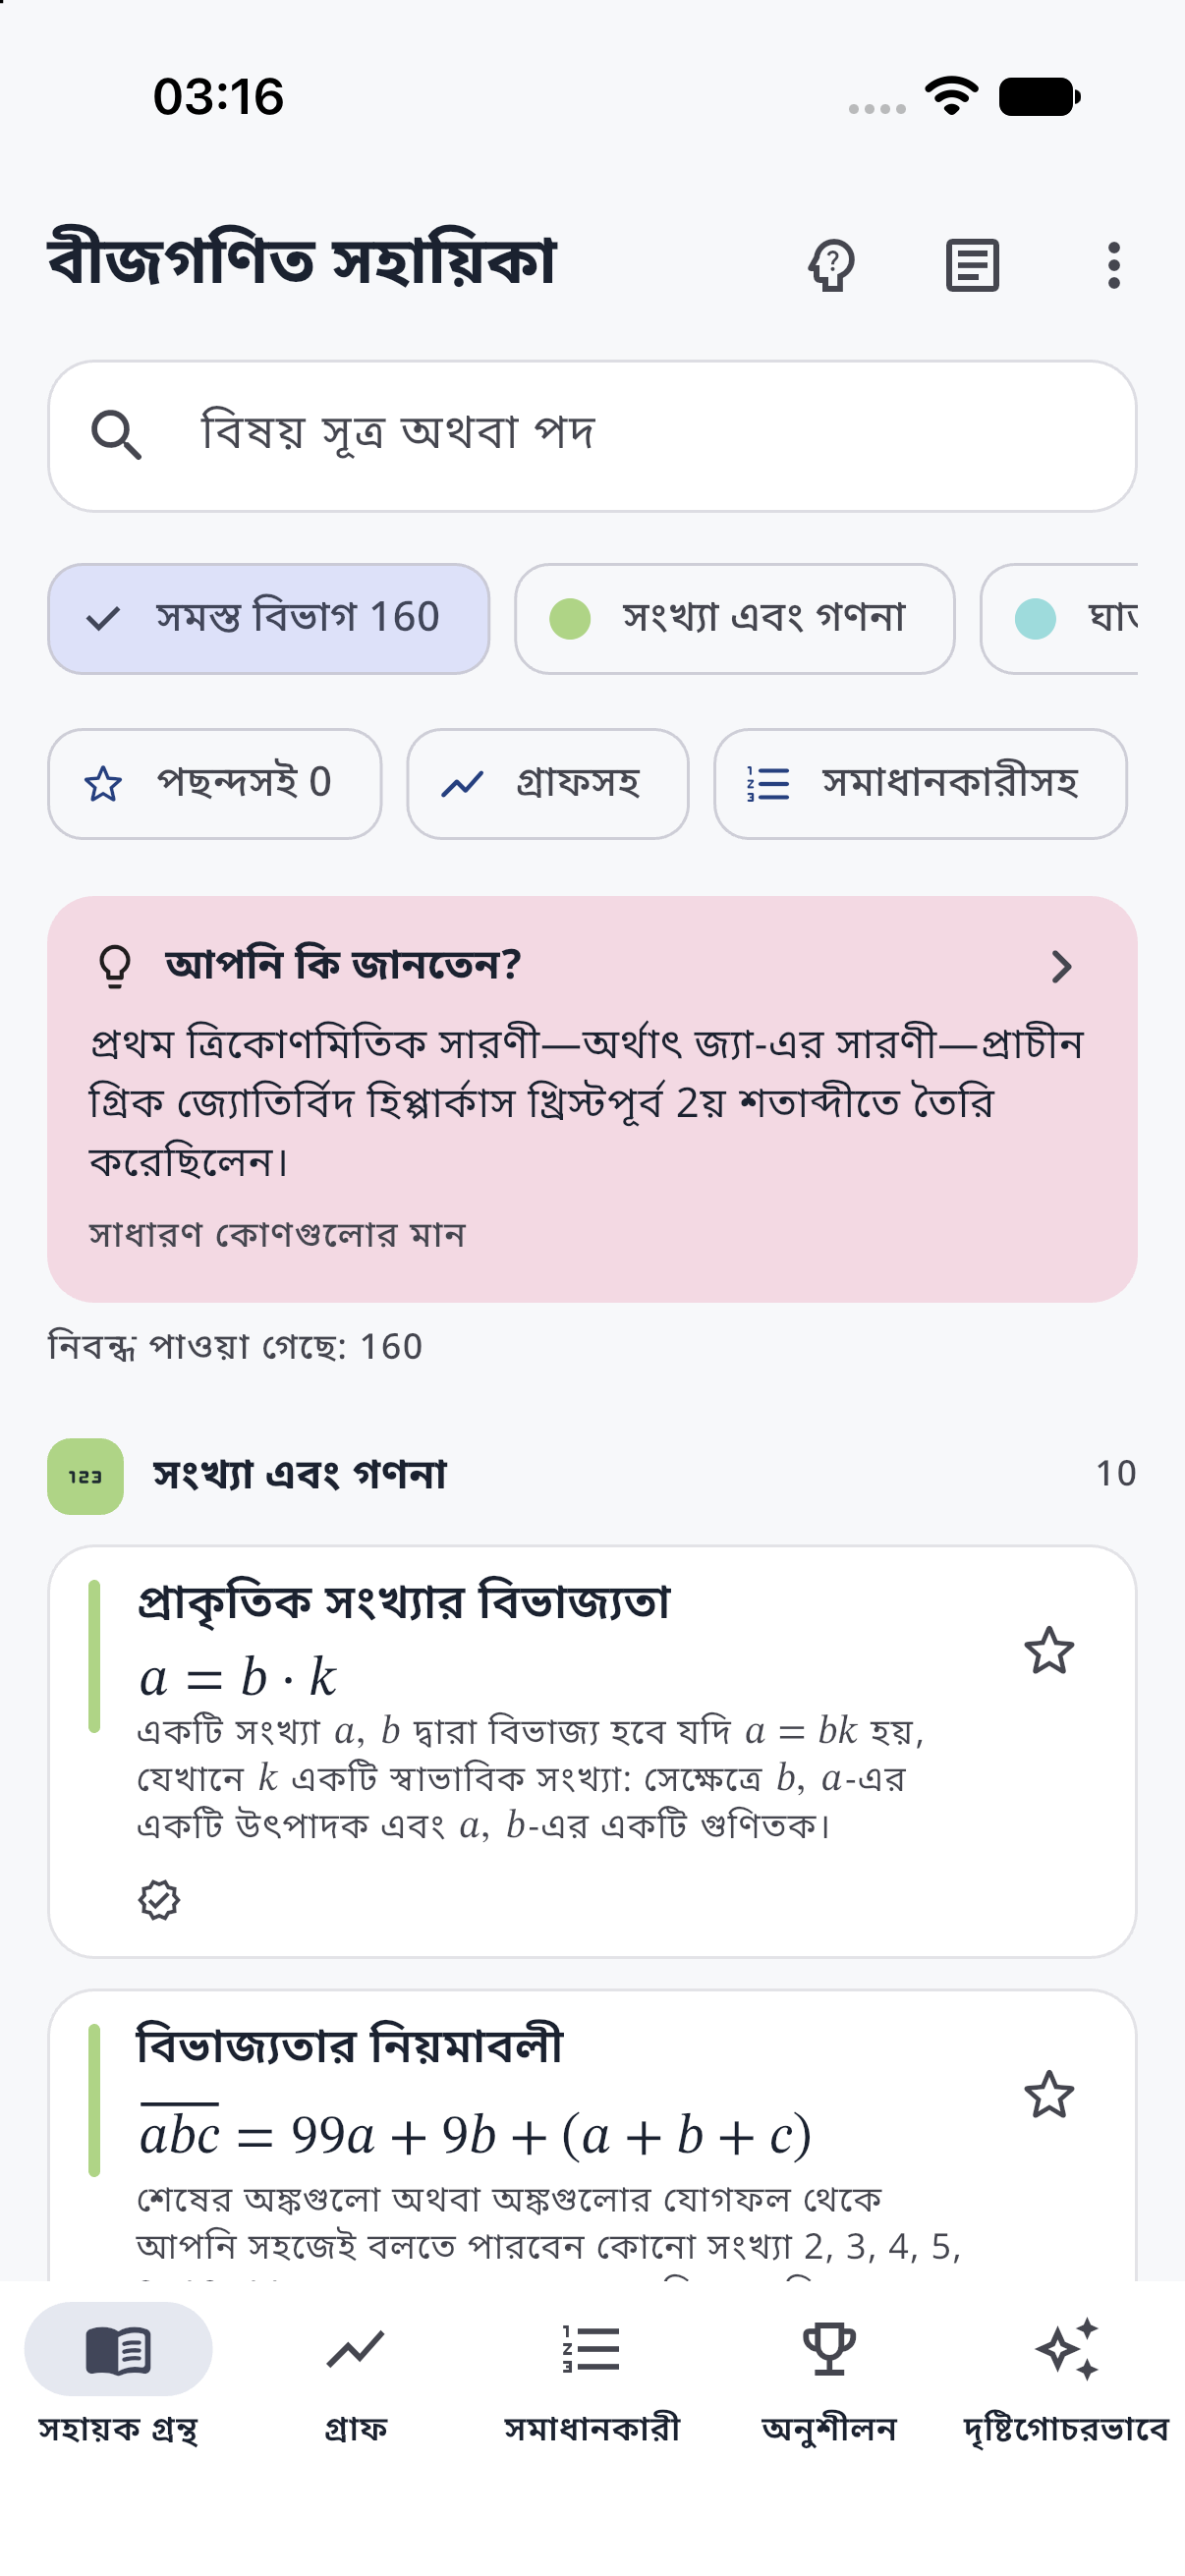 03:16
বীজগণিত সহায়িকা
বিষয় সূত্র অথবা পদ
সমস্ত বিভাগ 160
সংখ্যা এবং গণনা
পছন্দসই 0
গ্রাফসহ
সমাধানকারীসহ
আপনি কি জানতেন?
প্রথম ত্রিকোণমিতিক সারণী—অর্থাৎ জ্যা-এর সারণী—প্রাচীন
গ্রিক জ্যোতির্বিদ হিপ্পার্কাস খ্রিস্টপূর্ব 2য় শতাব্দীতে তৈরি
করেছিলেন।
সাধারণ কোণগুলোর মান
নিবন্ধ পাওয়া গেছে: 160
123
সংখ্যা এবং গণনা
10
প্রাকৃতিক সংখ্যার বিভাজ্যতা
a = b · k
একটি সংখ্যা a, b দ্বারা বিভাজ্য হবে যদি a = bk হয়,
যেখানে k একটি স্বাভাবিক সংখ্যা: সেক্ষেত্রে b, a-এর
একটি উৎপাদক এবং a, b-এর একটি গুণিতক।
বিভাজ্যতার নিয়মাবলী
a̅b̅c̅ = 99a + 9b + (a + b + c)
শেষের অঙ্কগুলো অথবা অঙ্কগুলোর যোগফল থেকে
আপনি সহজেই বলতে পারবেন কোনো সংখ্যা 2, 3, 4, 5,
সহায়ক গ্রন্থ
গ্রাফ
সমাধানকারী
অনুশীলন
দৃষ্টিগোচরভাবে